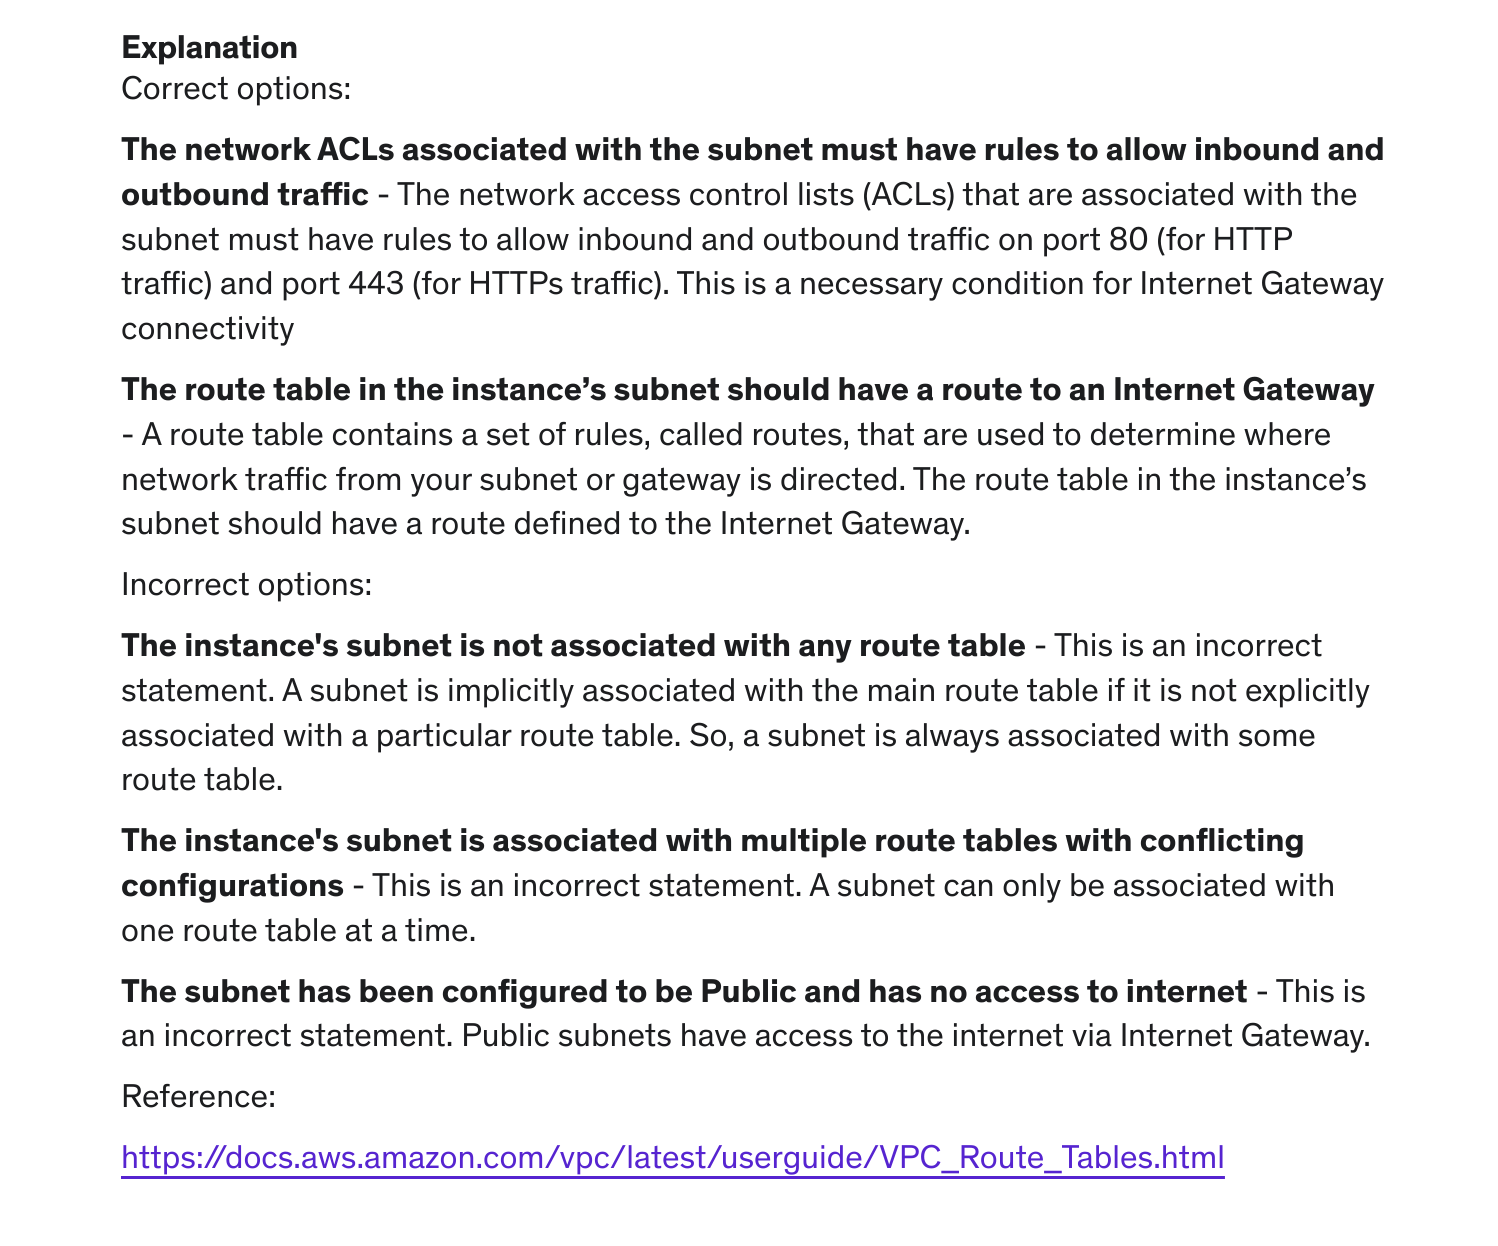 Explanation
Correct options:
The network ACLs associated with the subnet must have rules to allow inbound and
outbound traffic - The network access control lists (ACLs) that are associated with the
subnet must have rules to allow inbound and outbound traffic on port 80 (for HTTP
traffic) and port 443 (for HTTPs traffic). This is a necessary condition for Internet Gateway
connectivity
The route table in the instance’s subnet should have a route to an Internet Gateway
- A route table contains a set of rules, called routes, that are used to determine where
network traffic from your subnet or gateway is directed. The route table in the instance’s
subnet should have a route defined to the Internet Gateway.
Incorrect options:
The instance's subnet is not associated with any route table - This is an incorrect
statement. A subnet is implicitly associated with the main route table if it is not explicitly
associated with a particular route table. So, a subnet is always associated with some
route table.
The instance's subnet is associated with multiple route tables with conflicting
configurations - This is an incorrect statement. A subnet can only be associated with
one route table at a time.
The subnet has been configured to be Public and has no access to internet - This is
an incorrect statement. Public subnets have access to the internet via Internet Gateway.
Reference:
https://docs.aws.amazon.com/vpc/latest/userguide/VPC_Route_Tables.html